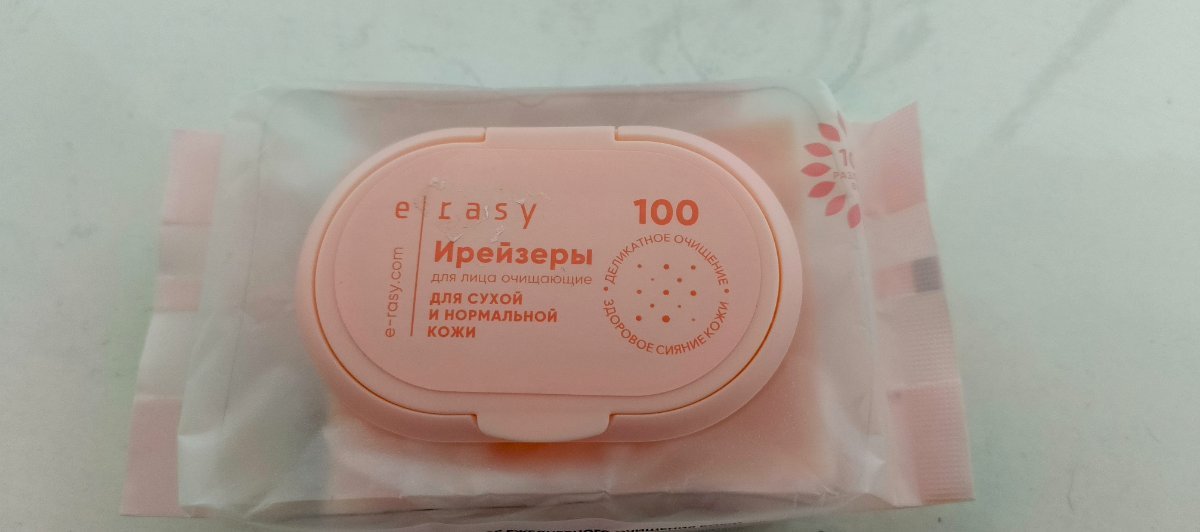 e-rasy
100
Ирейзеры
для лица очищающие
ДЛЯ СУХОЙ
И НОРМАЛЬНОЙ
КОЖИ
e-rasy.com
• ДЕЛИКАТНОЕ ОЧИЩЕНИЕ •
ЗДОРОВОЕ СИЯНИЕ КОЖИ